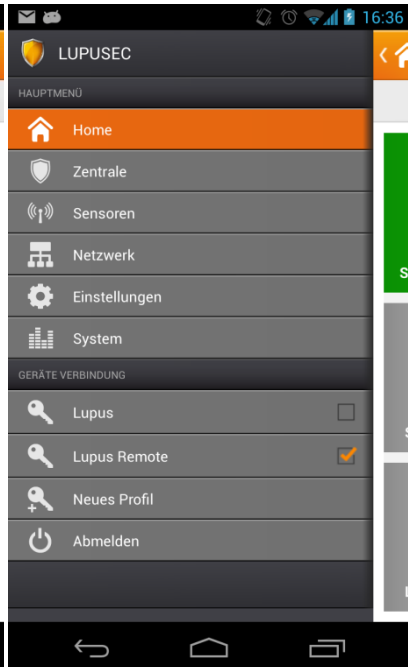 16:36
LUPUSEC
HAUPTMENÜ
Home
Zentrale
Sensoren
Netzwerk
Einstellungen
System
GERÄTE VERBINDUNG
Lupus
Lupus Remote
Neues Profil
Abmelden